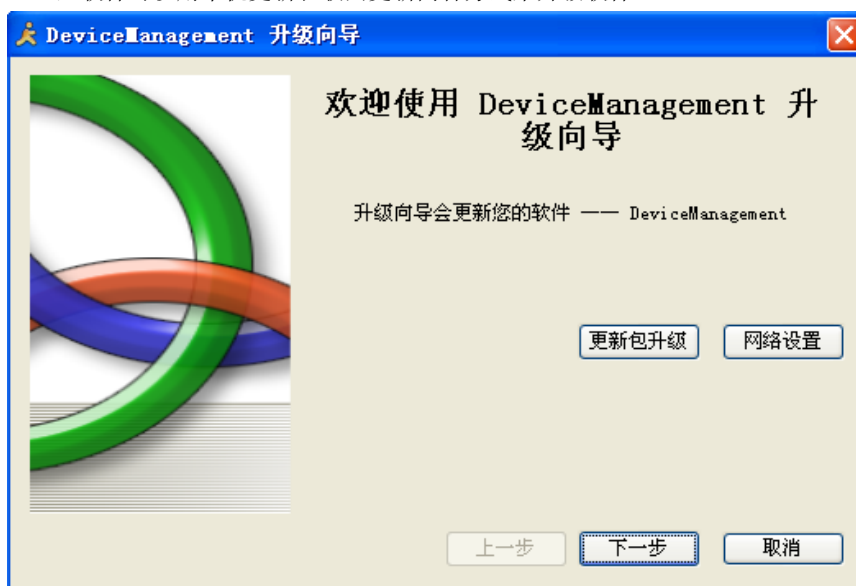 DeviceManagement 升级向导
欢迎使用 DeviceManagement 升
级向导
升级向导会更新您的软件 —— DeviceManagement
更新包升级
网络设置
上一步
下一步
取消